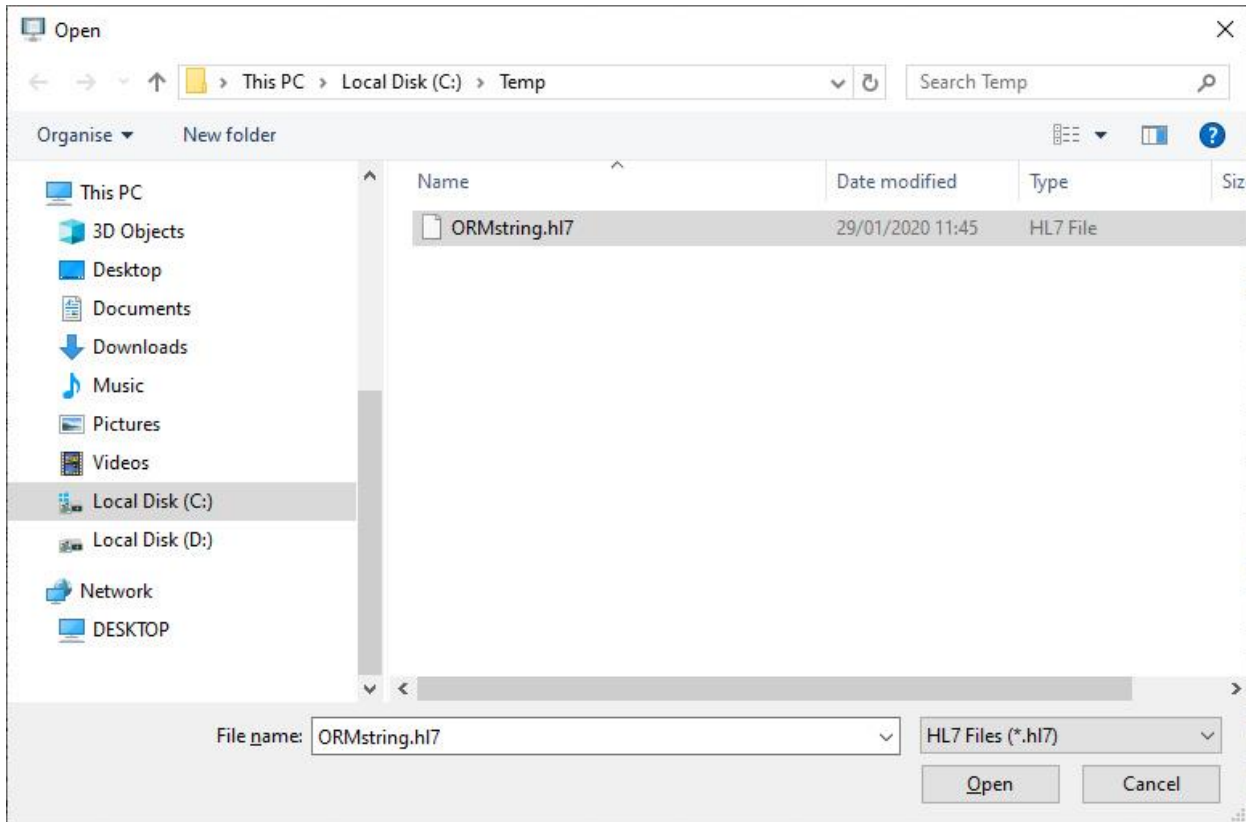 Open
This PC > Local Disk (C:) > Temp
Search Temp
Organise
New folder
This PC
3D Objects
Desktop
Documents
Downloads
Music
Pictures
Videos
Local Disk (C:)
Local Disk (D:)
Network
DESKTOP
Name Date modified Type Siz
ORMstring.hl7 29/01/2020 11:45 HL7 File
File name: ORMstring.hl7
HL7 Files (*.hl7)
Open Cancel